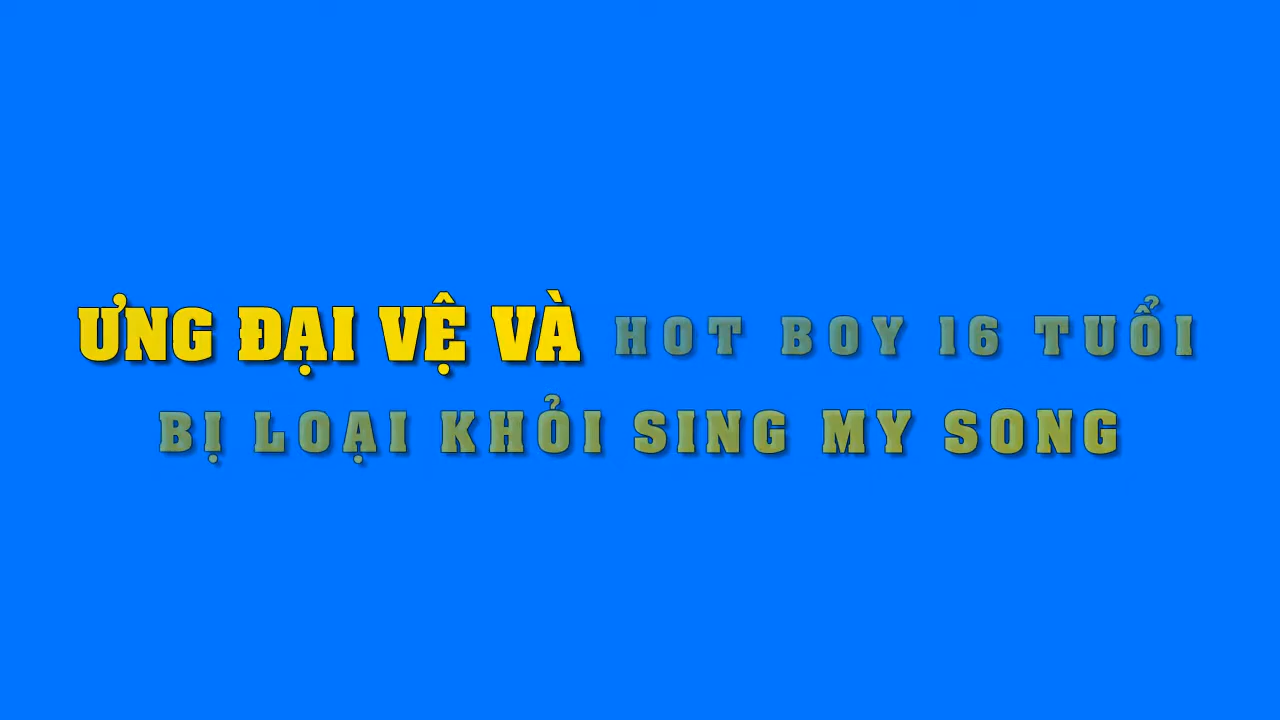 ƯNG ĐẠI VỆ VÀ HOT BOY 16 TUỔI
BỊ LOẠI KHỎI SING MY SONG